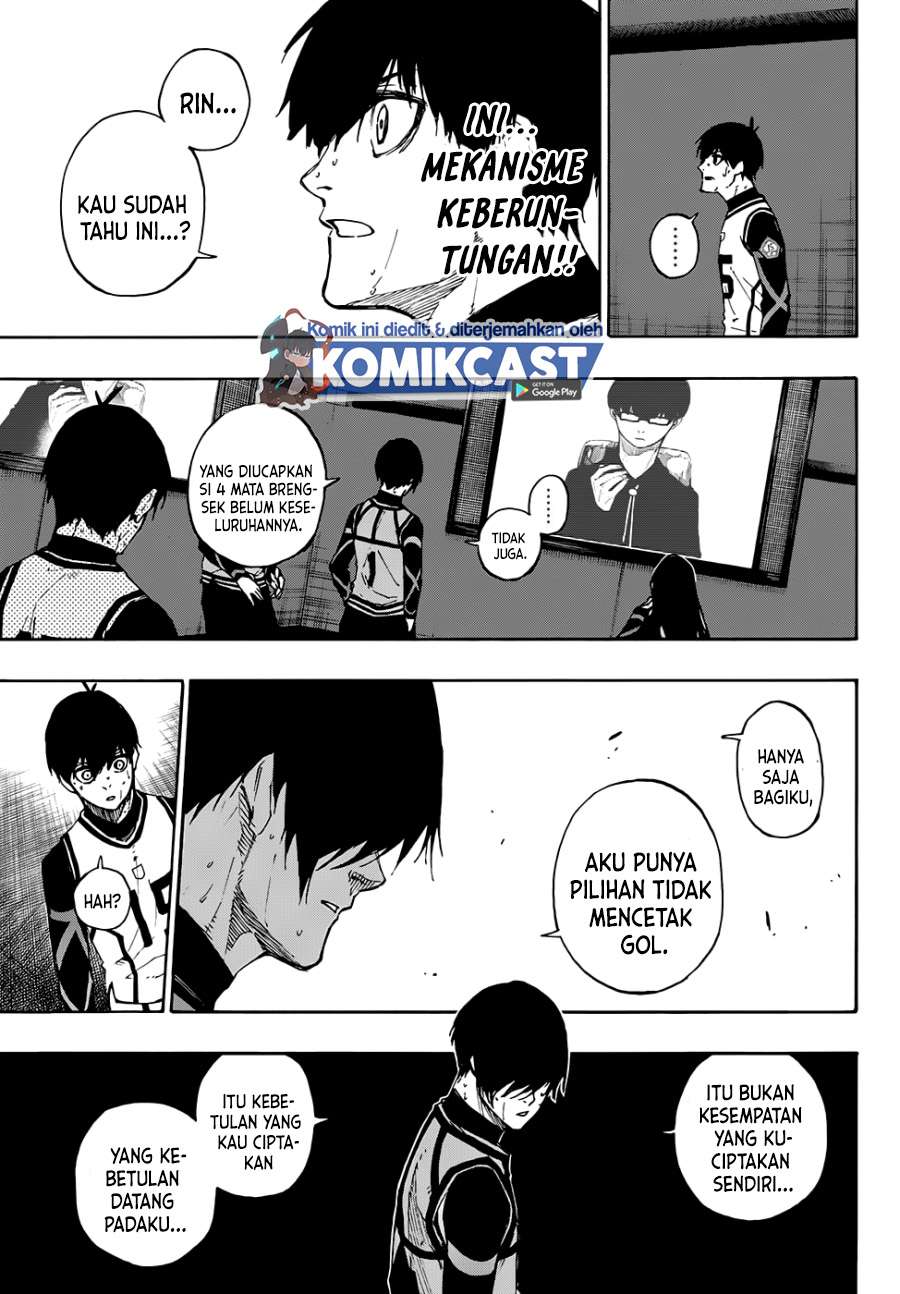 ......
INI...
MEKANISME
KEBERUN-
TUNGAN!!
RIN...
KAU SUDAH
TAHU INI...?
Komik ini diedit & diterjemahkan oleh
KOMIKCAST
GET IT ON
Google Play
......
TIDAK
JUGA.
YANG DIUCAPKAN
SI 4 MATA BRENG-
SEK BELUM KESE-
LURUHANNYA.
HANYA
SAJA
BAGIKU,
AKU PUNYA
PILIHAN TIDAK
MENCETAK
GOL.
HAH?
ITU BUKAN
KESEMPATAN
YANG KU-
CIPTAKAN
SENDIRI...
ITU KEBE-
TULAN YANG
KAU CIPTA-
KAN
YANG KE-
BETULAN
DATANG
PADAKU...